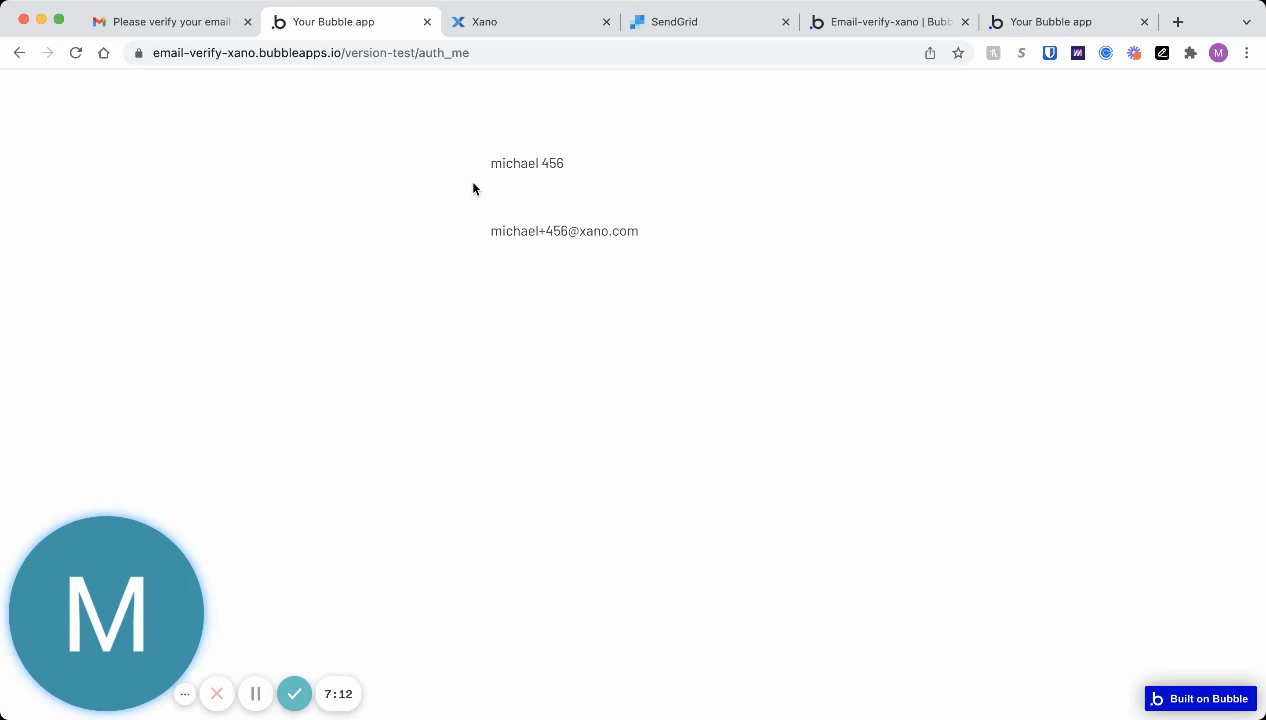 Please verify your email
Your Bubble app
Xano
SendGrid
Email-verify-xano | Bubb
Your Bubble app
email-verify-xano.bubbleapps.io/version-test/auth_me
S
M
michael 456
michael+456@xano.com
M
7:12
Built on Bubble